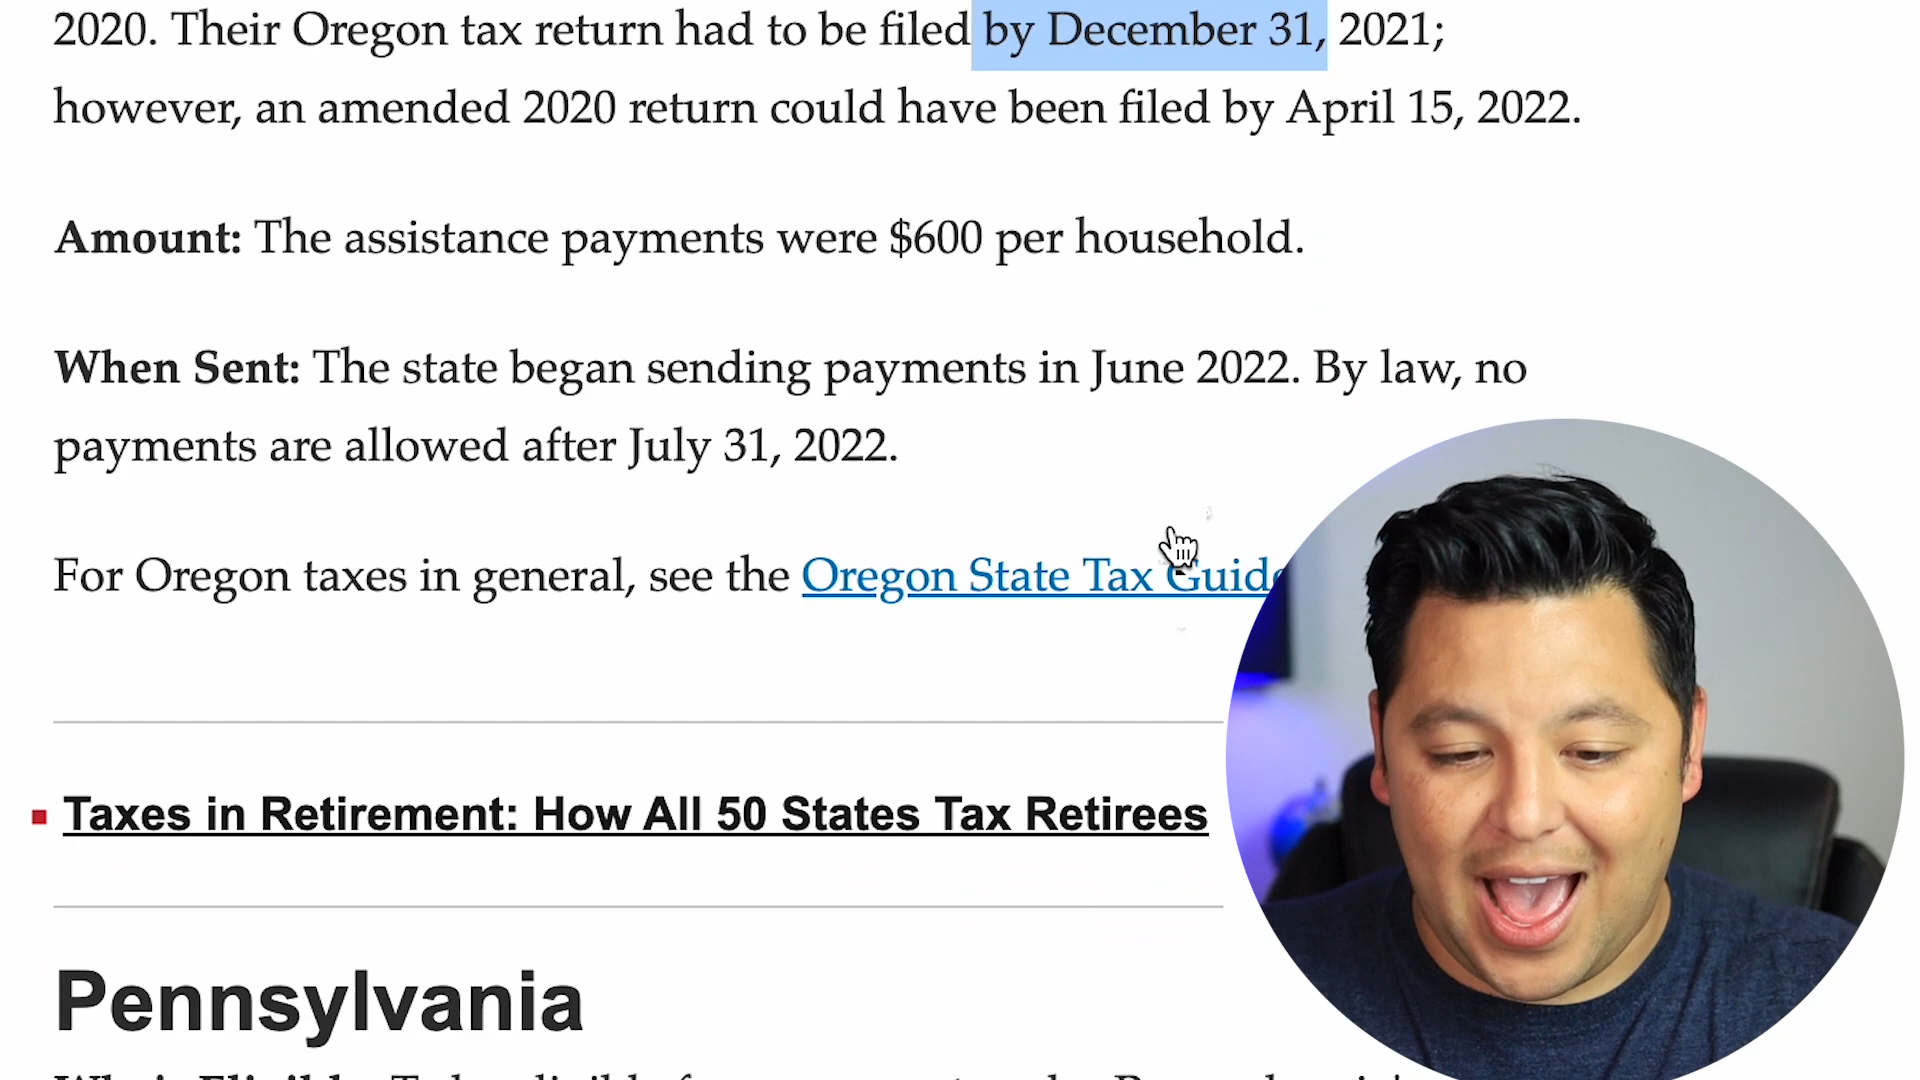 2020. Their Oregon tax return had to be filed by December 31, 2021;
however, an amended 2020 return could have been filed by April 15, 2022.
Amount: The assistance payments were $600 per household.
When Sent: The state began sending payments in June 2022. By law, no
payments are allowed after July 31, 2022.
For Oregon taxes in general, see the Oregon State Tax Guide
Taxes in Retirement: How All 50 States Tax Retirees
Pennsylvania